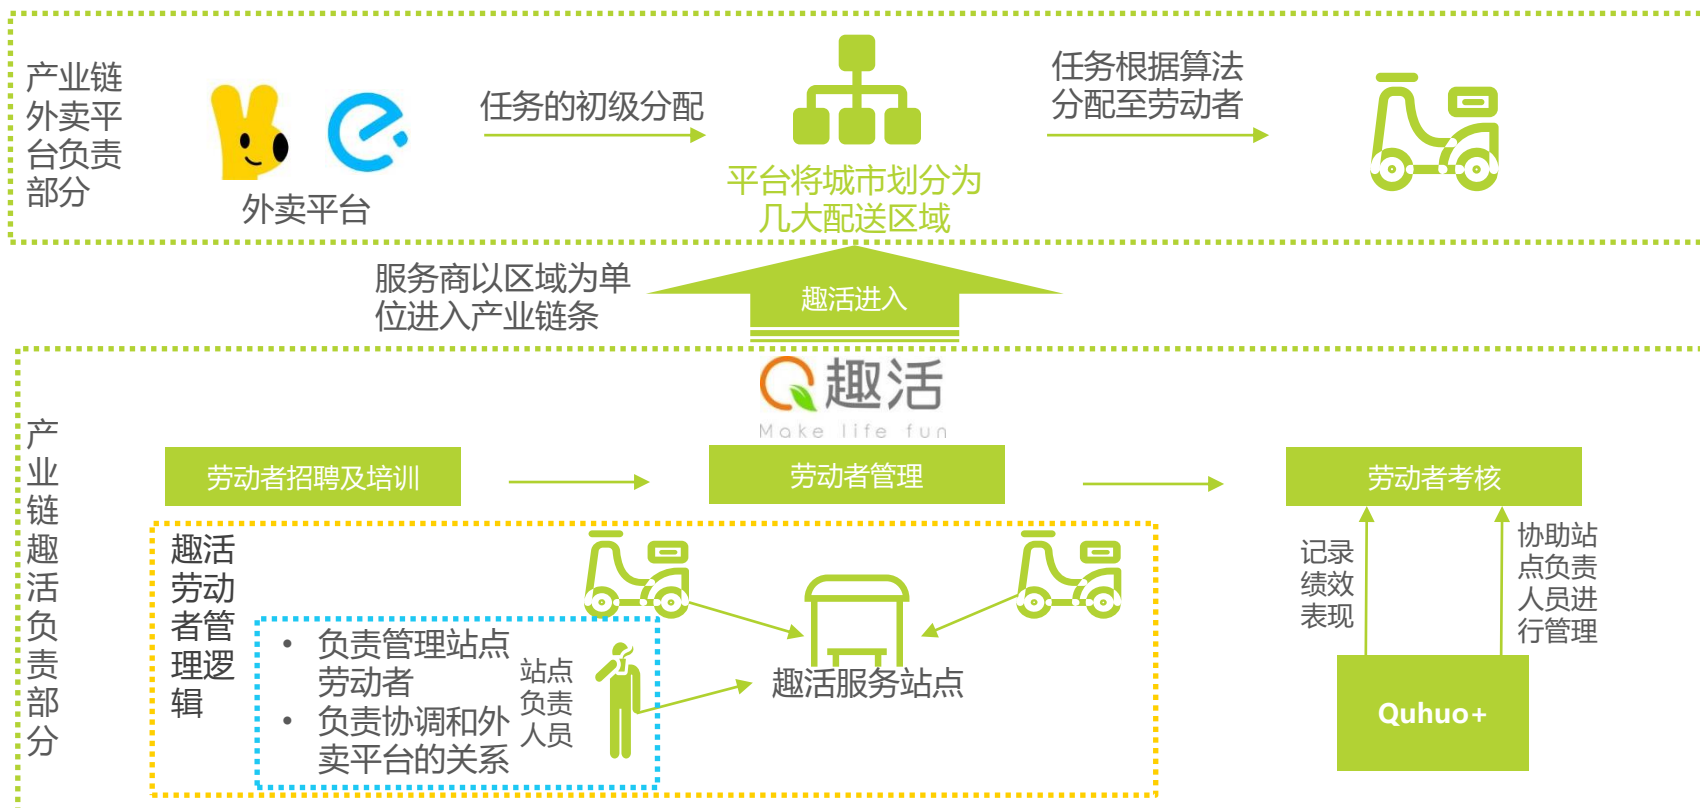 产业链
外卖平
台负责
部分
外卖平台
任务的初级分配
平台将城市划分为
几大配送区域
任务根据算法
分配至劳动者
服务商以区域为单
位进入产业链条
趣活进入
趣活
Make life fun
产
业
链
趣
活
负
责
部
分
劳动者招聘及培训
劳动者管理
劳动者考核
趣活
劳动
者管
理逻
辑
• 负责管理站点
劳动者
• 负责协调和外
卖平台的关系
站点
负责
人员
趣活服务站点
记录
绩效
表现
协助站
点负责
人员进
行管理
Quhuo+